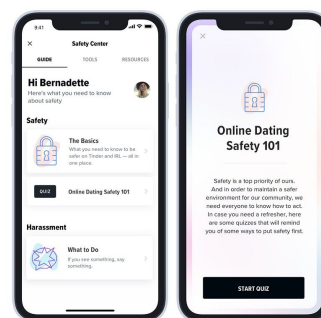 9:41
Safety Center
GUIDE TOOLS RESOURCES
Hi Bernadette
Here's what you need to know
about safety
Safety
The Basics
What you need to know to be
safer on Tinder and IRL — all in
one place.
QUIZ Online Dating Safety 101
Harassment
What to Do
If you see something, say
something.
Online Dating
Safety 101
Safety is a top priority of ours.
And in order to maintain a safer
environment for our community, we
need everyone to know how to act.
In case you need a refresher, here
are some quizzes that will remind
you of some ways to put safety first.
START QUIZ